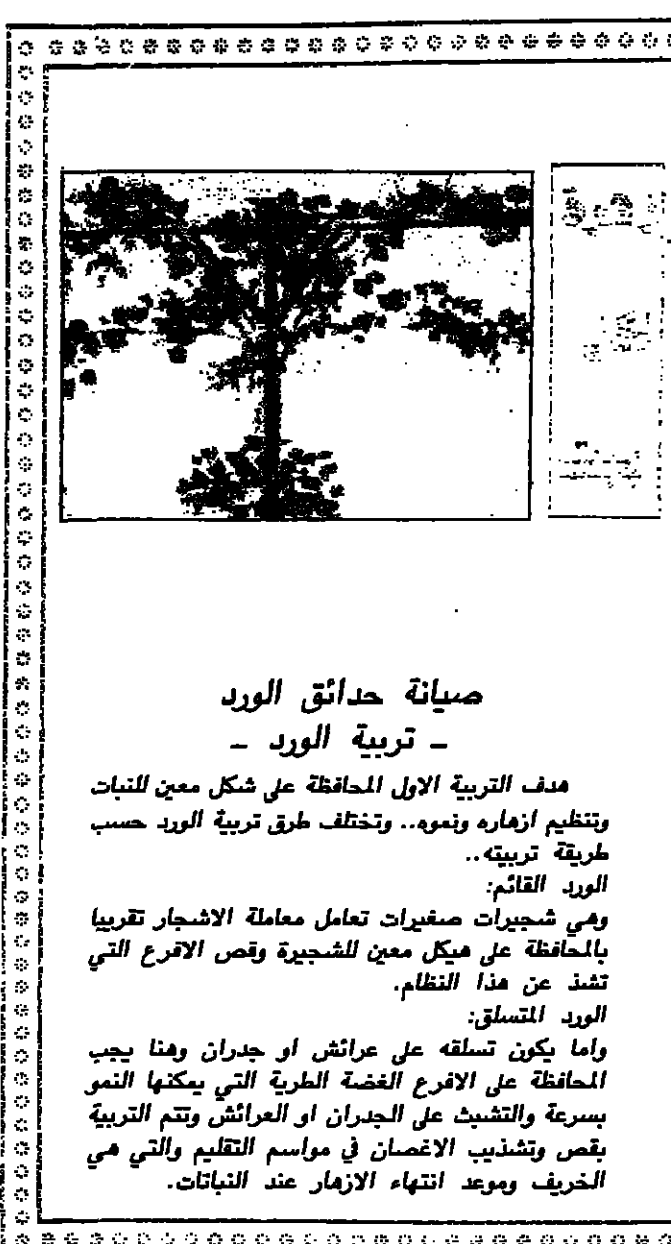 صيانة حدائق الورد
ـ تربية الورد ـ
هدف التربية الاول المحافظة على شكل معين للنبات
وتنظيم ازهاره ونموه.. وتختلف طرق تربية الورد حسب
طريقة تربيته..
الورد القائم:
وهي شجيرات صغيرات تعامل معاملة الاشجار تقريبا
بالمحافظة على هيكل معين للشجيرة وقص الافرع التي
تشذ عن هذا النظام.
الورد المتسلق:
واما يكون تسلقه على عرائش او جدران وهنا يجب
المحافظة على الافرع الغضة الطرية التي يمكنها النمو
بسرعة والتشبث على الجدران او العرائش وتتم التربية
بقص وتشذيب الاغصان في مواسم التقليم والتي هي
الخريف وموعد انتهاء الازهار عند النباتات.